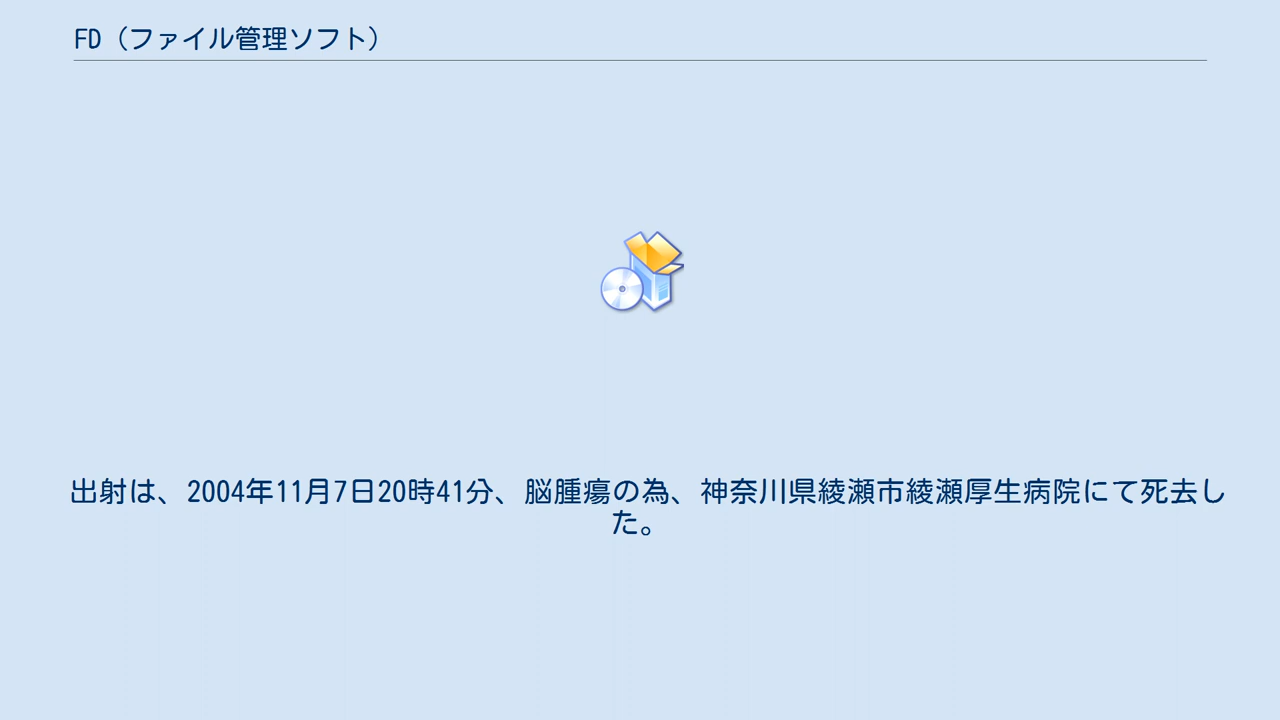 FD（ファイル管理ソフト）
出射は、2004年11月7日20時41分、脳腫瘍の為、神奈川県綾瀬市綾瀬厚生病院にて死去し
た。